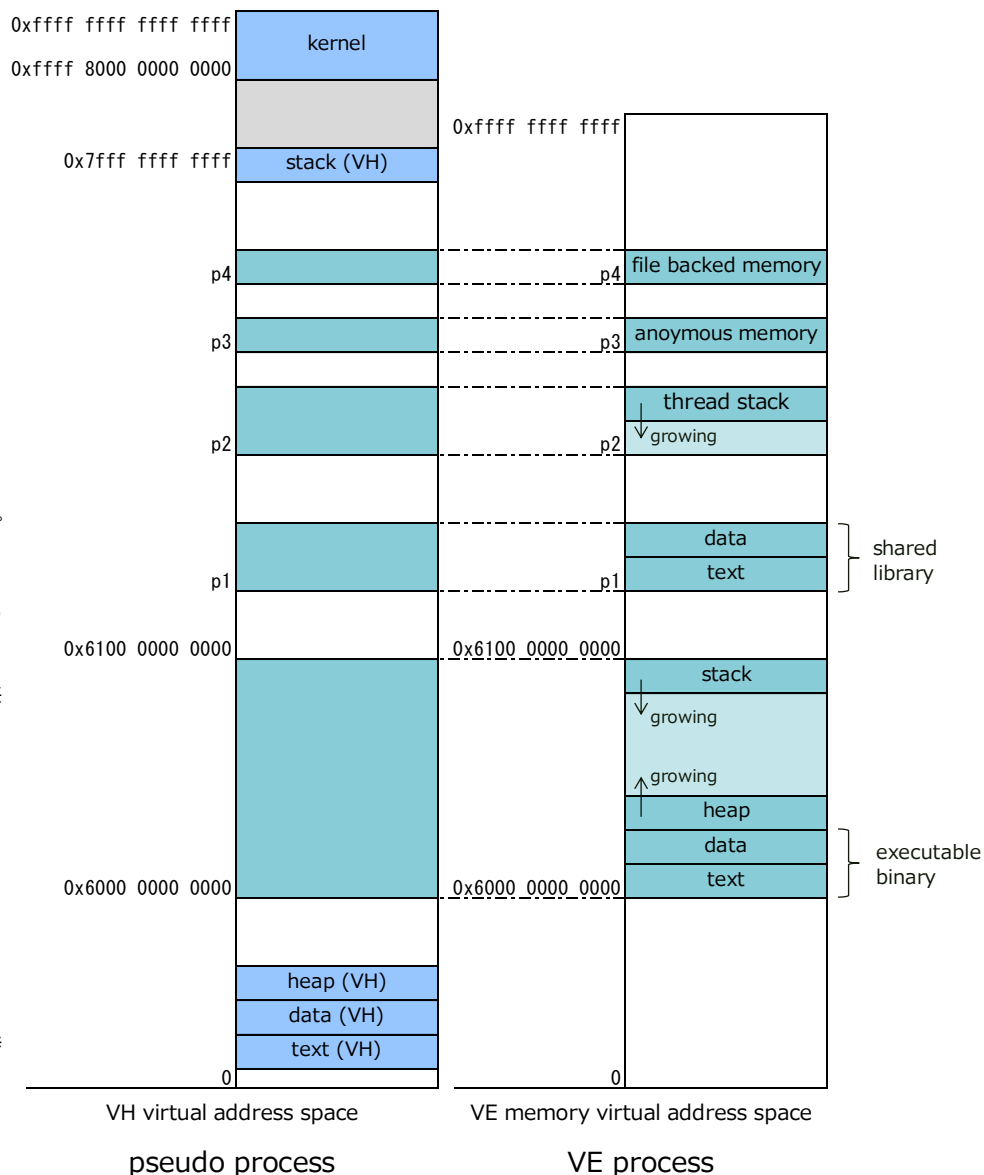 0xffff ffff ffff ffff
kernel
0xffff 8000 0000 0000
0x7fff ffff ffff
stack (VH)
p4
p3
p2
p1
0x6100 0000 0000
0x6000 0000 0000
heap (VH)
data (VH)
text (VH)
0
VH virtual address space
pseudo process
0xffff ffff ffff
p4
file backed memory
p3
anoymous memory
thread stack
growing
p2
data
text
p1
shared
library
0x6100 0000 0000
stack
growing
growing
heap
data
text
executable
binary
0x6000 0000 0000
0
VE memory virtual address space
VE process